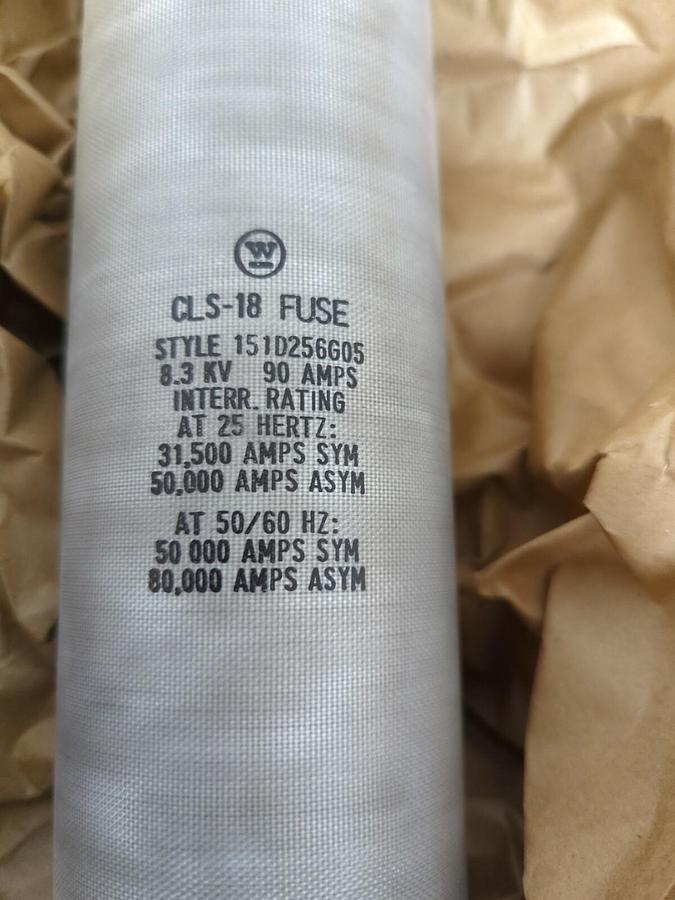 W
CLS-18 FUSE
STYLE 151D256G05
8.3 KV 90 AMPS
INTERR. RATING
AT 25 HERTZ:
31,500 AMPS SYM
50,000 AMPS ASYM
AT 50/60 HZ:
50 000 AMPS SYM
80,000 AMPS ASYM